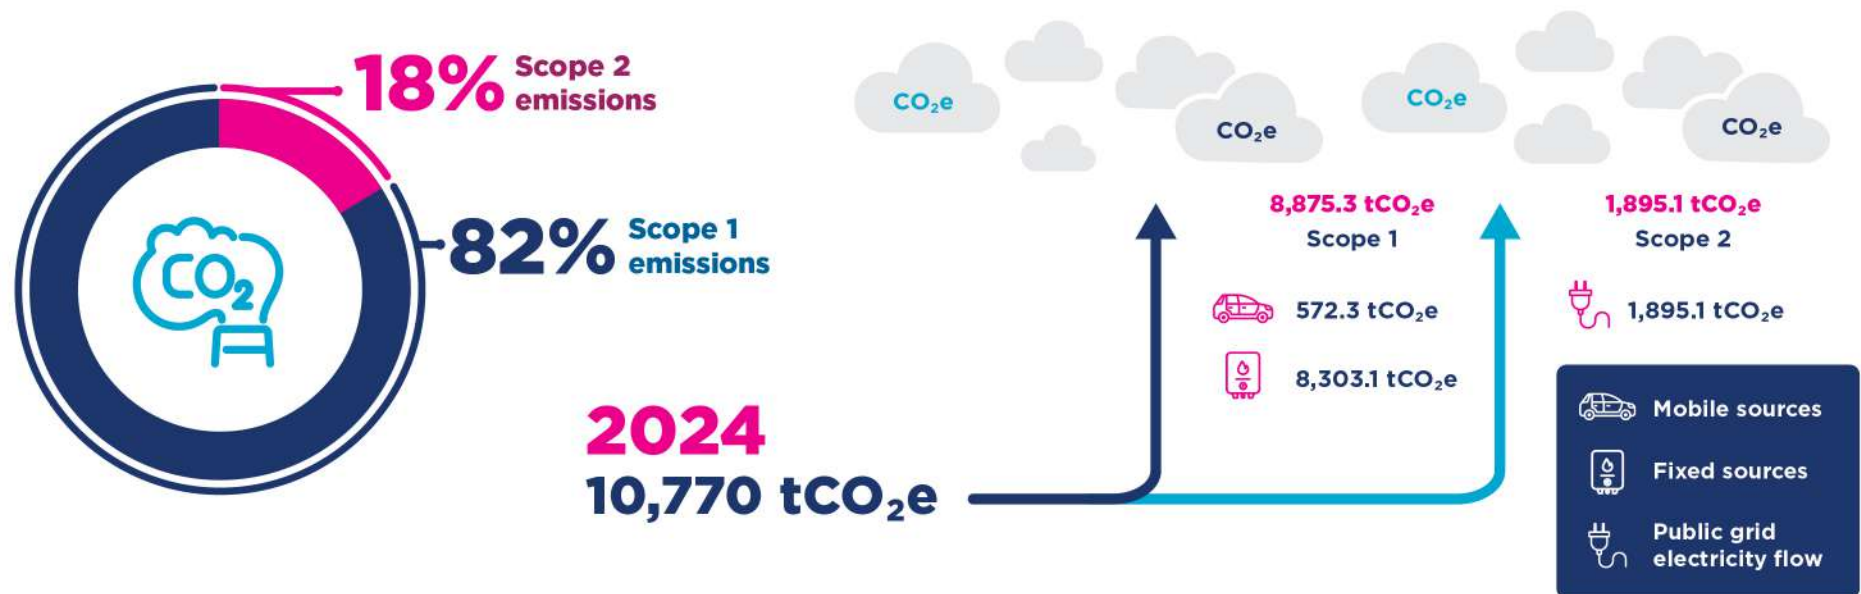 18% Scope 2
emissions
82% Scope 1
emissions
CO₂
2024
10,770 tCO₂e
CO₂e
CO₂e
CO₂e
CO₂e
8,875.3 tCO₂e
Scope 1
572.3 tCO₂e
8,303.1 tCO₂e
1,895.1 tCO₂e
Scope 2
1,895.1 tCO₂e
Mobile sources
Fixed sources
Public grid
electricity flow